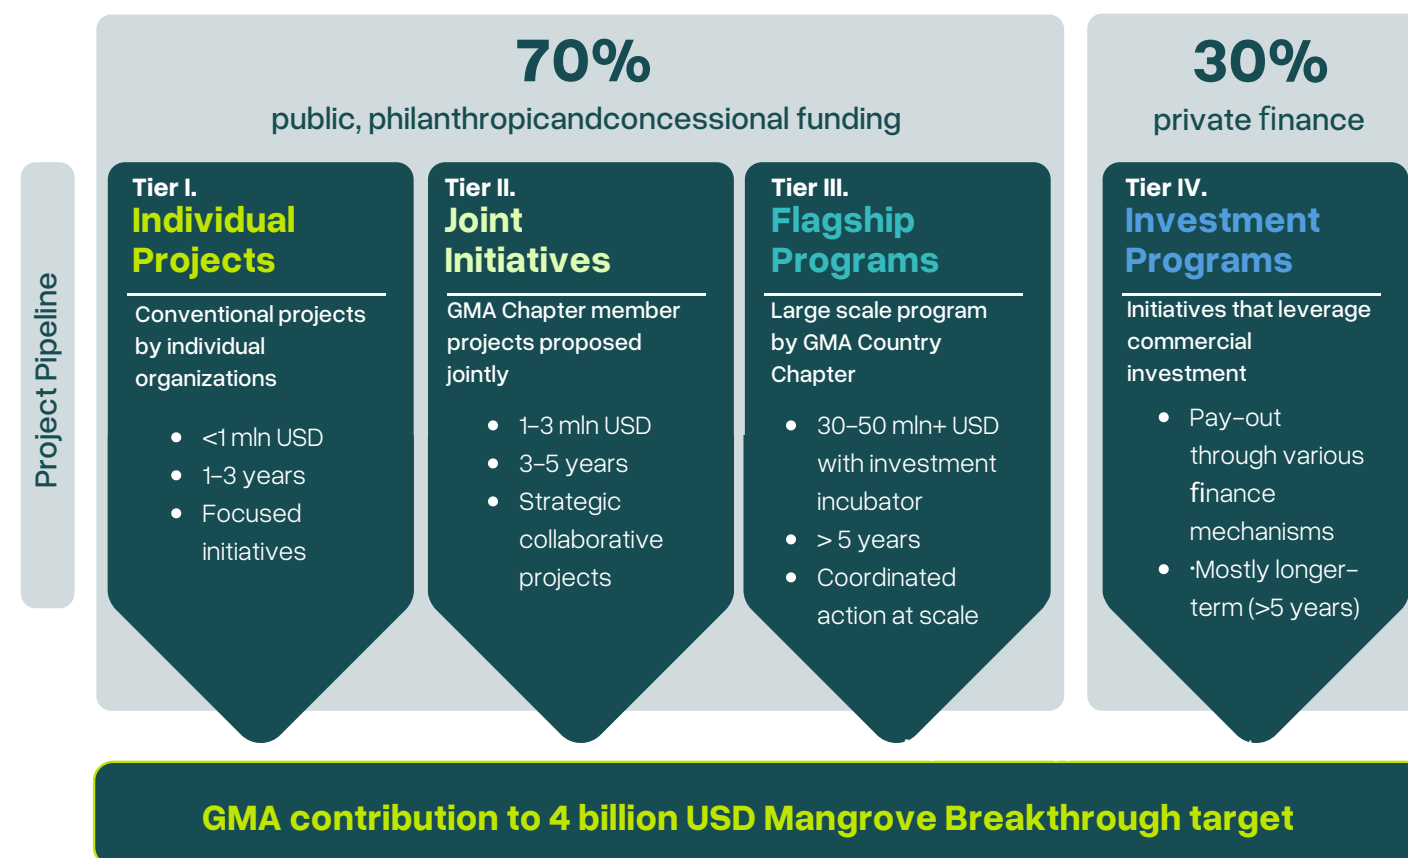 70%
public, philanthropicandconcessional funding
30%
private finance
Project Pipeline
Tier I.
Individual
Projects
Conventional projects
by individual
organizations
<1 mln USD
1–3 years
Focused
initiatives
Tier II.
Joint
Initiatives
GMA Chapter member
projects proposed
jointly
1–3 mln USD
3–5 years
Strategic
collaborative
projects
Tier III.
Flagship
Programs
Large scale program
by GMA Country
Chapter
30–50 mln+ USD
with investment
incubator
> 5 years
Coordinated
action at scale
Tier IV.
Investment
Programs
Initiatives that leverage
commercial
investment
Pay–out
through various
finance
mechanisms
·Mostly longer–
term (>5 years)
GMA contribution to 4 billion USD Mangrove Breakthrough target